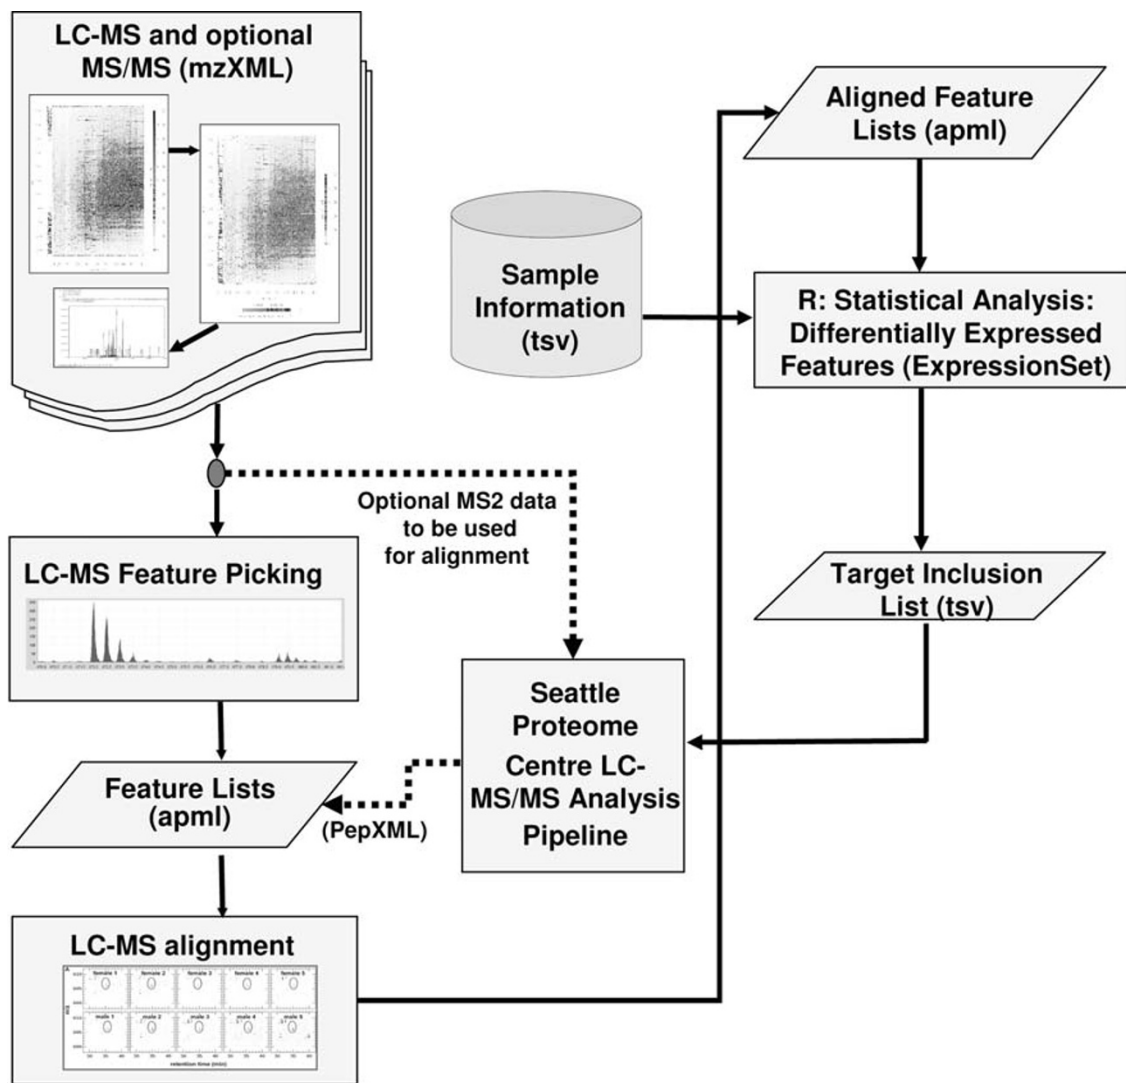 LC-MS and optional
MS/MS (mzXML)
Aligned Feature
Lists (apml)
Sample
Information
(tsv)
R: Statistical Analysis:
Differentially Expressed
Features (ExpressionSet)
Optional MS2 data
to be used
for alignment
LC-MS Feature Picking
Target Inclusion
List (tsv)
Seattle
Proteome
Centre LC-
MS/MS Analysis
Pipeline
Feature Lists
(apml)
(PepXML)
LC-MS alignment
A
female 1 female 2 female 3 female 4 female 5
m/z
male 1 male 2 male 3 male 4 male 5
retention time (min)